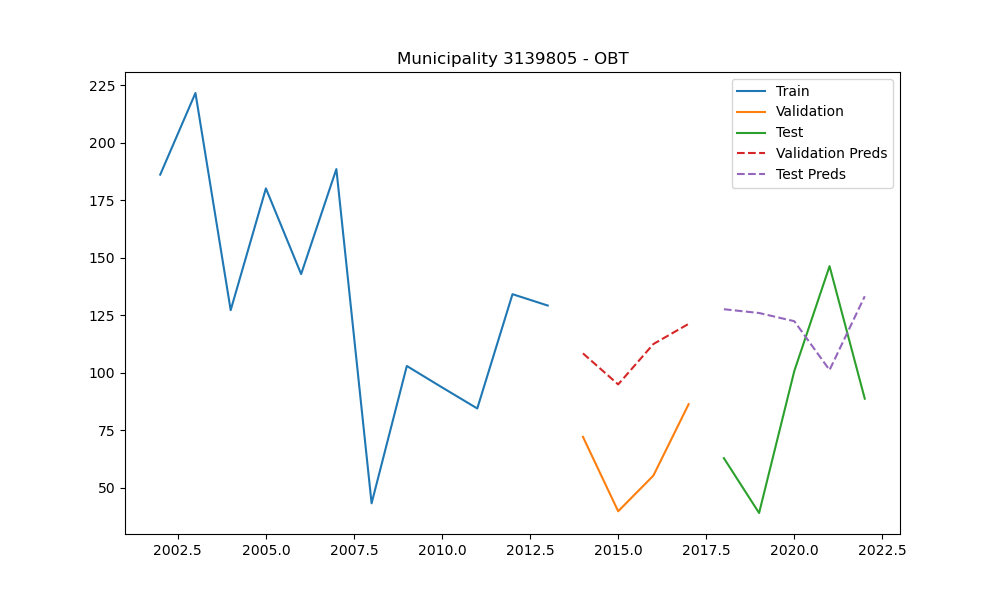 Municipality 3139805 - OBT
Train
Validation
Test
Validation Preds
Test Preds
225
200
175
150
125
100
75
50
2002.5 2005.0 2007.5 2010.0 2012.5 2015.0 2017.5 2020.0 2022.5